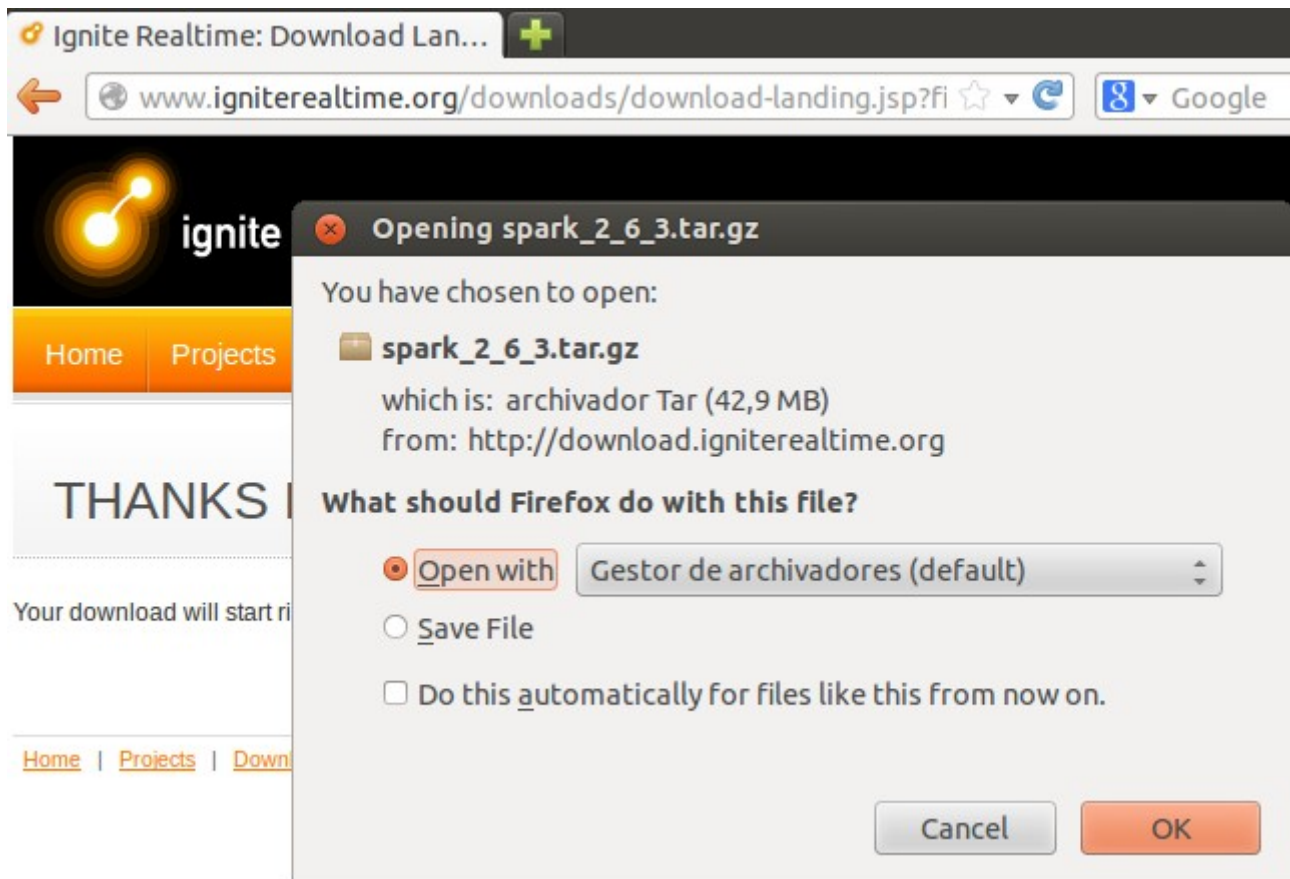 Ignite Realtime: Download Lan...
www.igniterealtime.org/downloads/download-landing.jsp?fi
8 Google
ignite
Opening spark_2_6_3.tar.gz
Home Projects
You have chosen to open:
spark_2_6_3.tar.gz
which is: archivador Tar (42,9 MB)
from: http://download.igniterealtime.org
THANKS
What should Firefox do with this file?
Open with Gestor de archivadores (default)
Your download will start ri
Save File
Do this automatically for files like this from now on.
Home | Projects | Downl
Cancel OK